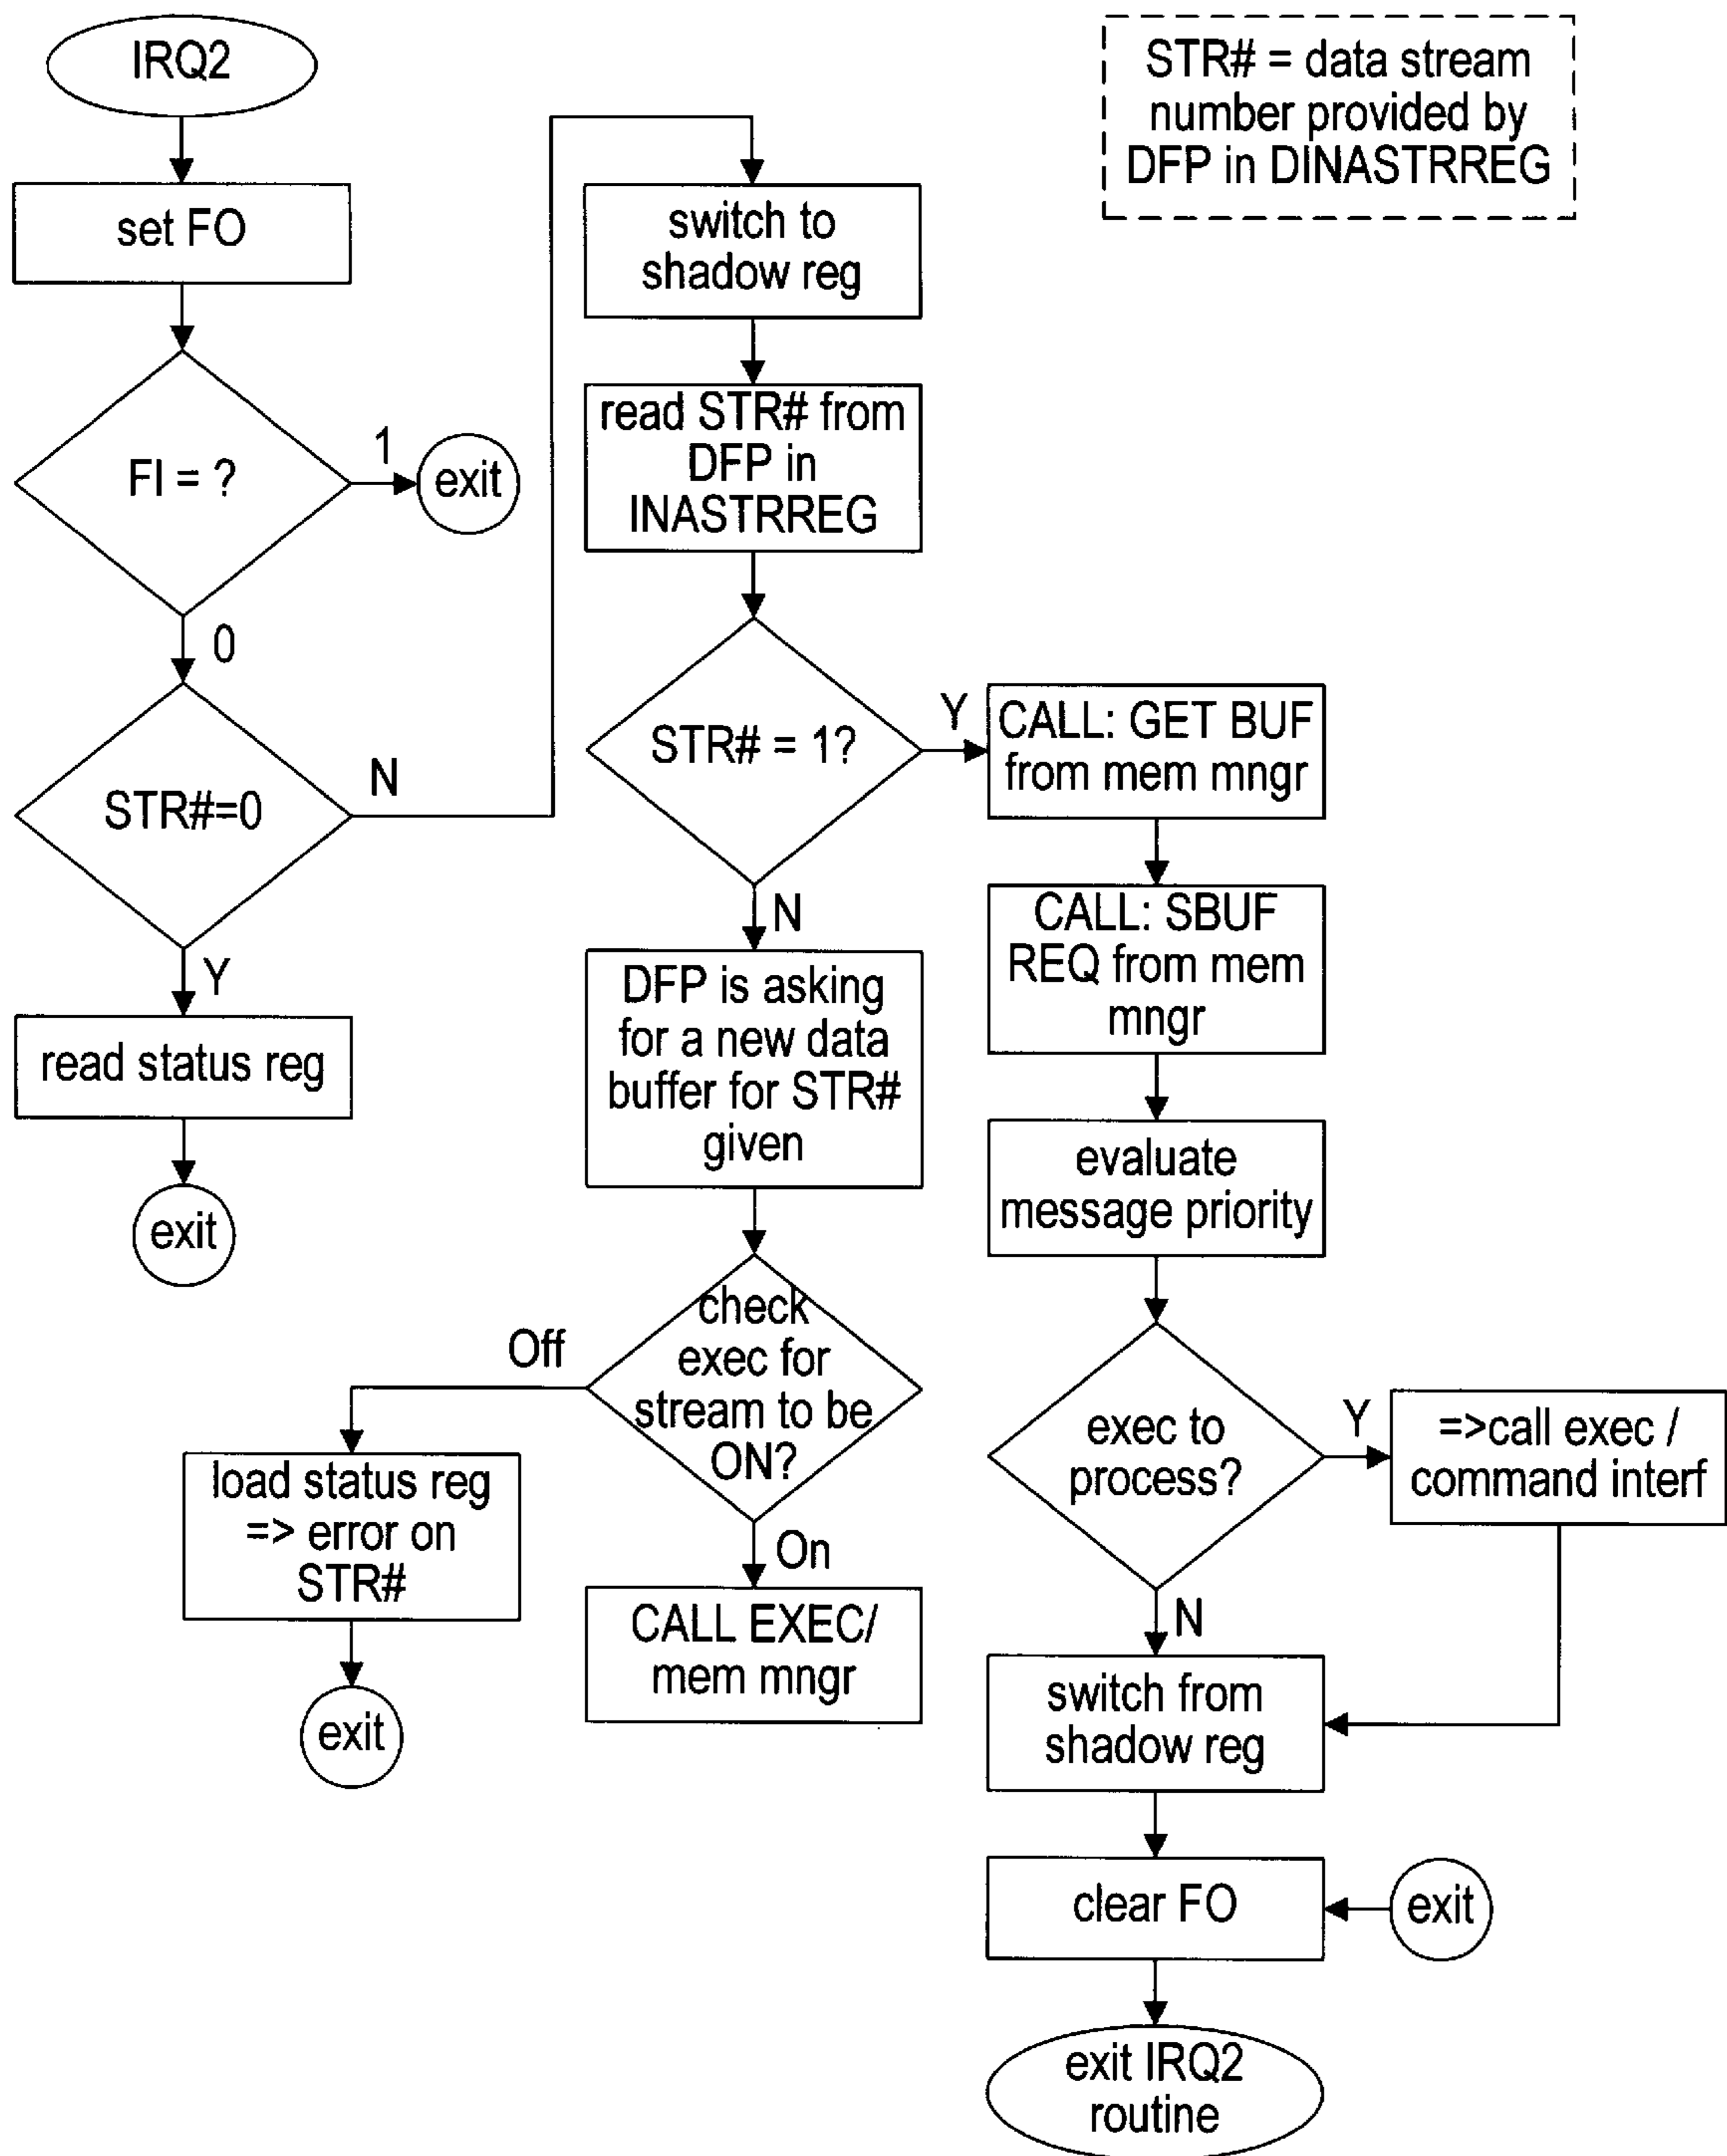 IRQ2
set FO
FI = ?
1
exit
0
STR#=0
N
Y
read status reg
exit
switch to
shadow reg
read STR# from
DFP in
INASTRREG
STR# = 1?
Y
N
DFP is asking
for a new data
buffer for STR#
given
check
exec for
stream to be
ON?
Off
load status reg
=> error on
STR#
exit
On
CALL EXEC/
mem mngr
STR# = data stream
number provided by
DFP in DINASTRREG
CALL: GET BUF
from mem mngr
CALL: SBUF
REQ from mem
mngr
evaluate
message priority
exec to
process?
Y
=>call exec /
command interf
N
switch from
shadow reg
clear FO
exit
exit IRQ2
routine